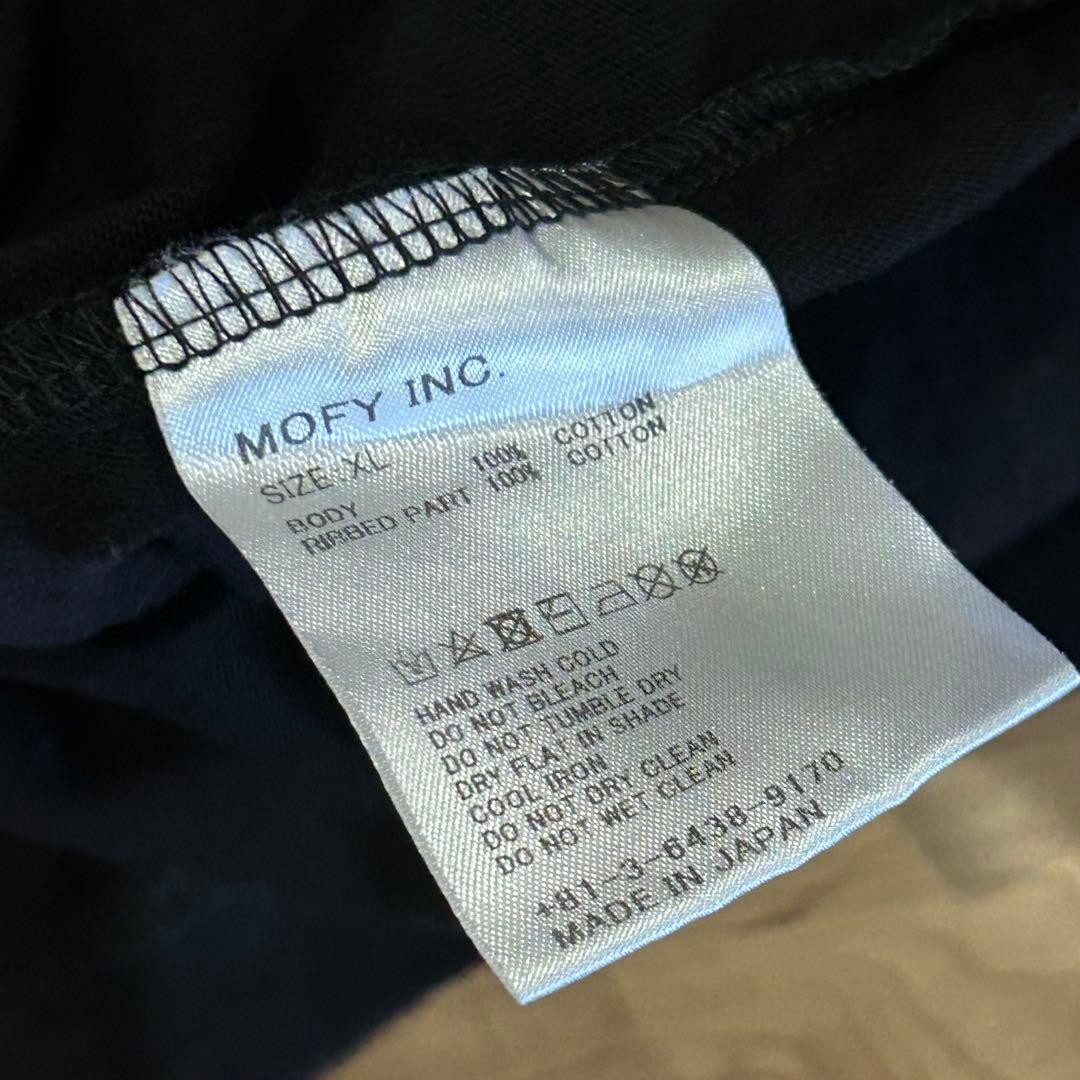 MOFY INC.
SIZE:XL
BODY 100% COTTON
RIRBED PART 100% COTTON
HAND WASH COLD
DO NOT BLEACH
DO NOT TUMBLE DRY
DRY FLAT IN SHADE
COOL IRON
DO NOT DRY CLEAN
DO NOT WET CLEAN
+81-3-6438-9170
MADE IN JAPAN